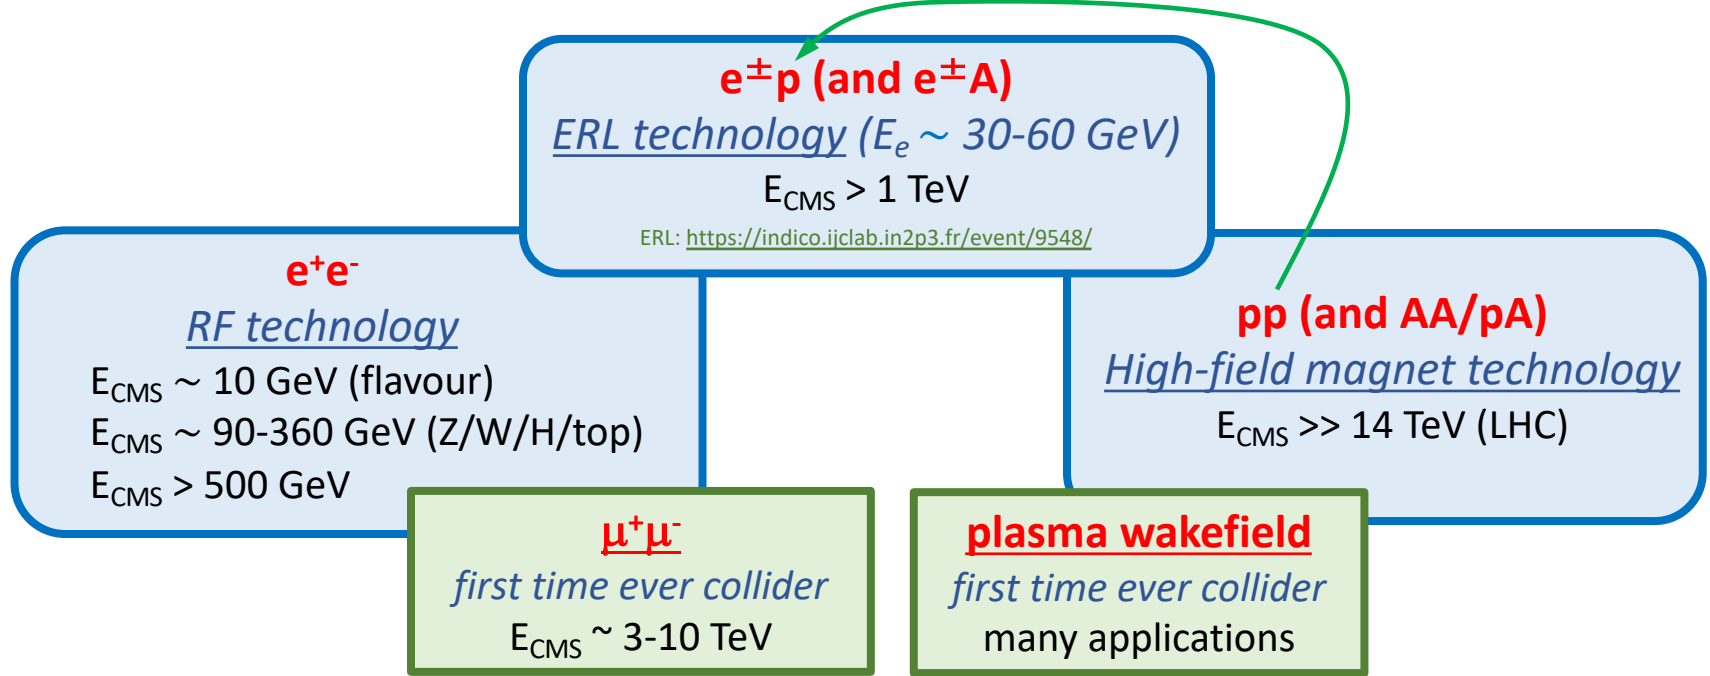 e±p (and e±A)
ERL technology (Ee ~ 30-60 GeV)
ECMS > 1 TeV
ERL: https://indico.ijclab.in2p3.fr/event/9548/
e+e-
RF technology
ECMS ~ 10 GeV (flavour)
ECMS ~ 90-360 GeV (Z/W/H/top)
ECMS > 500 GeV
pp (and AA/pA)
High-field magnet technology
ECMS >> 14 TeV (LHC)
μ+μ-
first time ever collider
ECMS ~ 3-10 TeV
plasma wakefield
first time ever collider
many applications